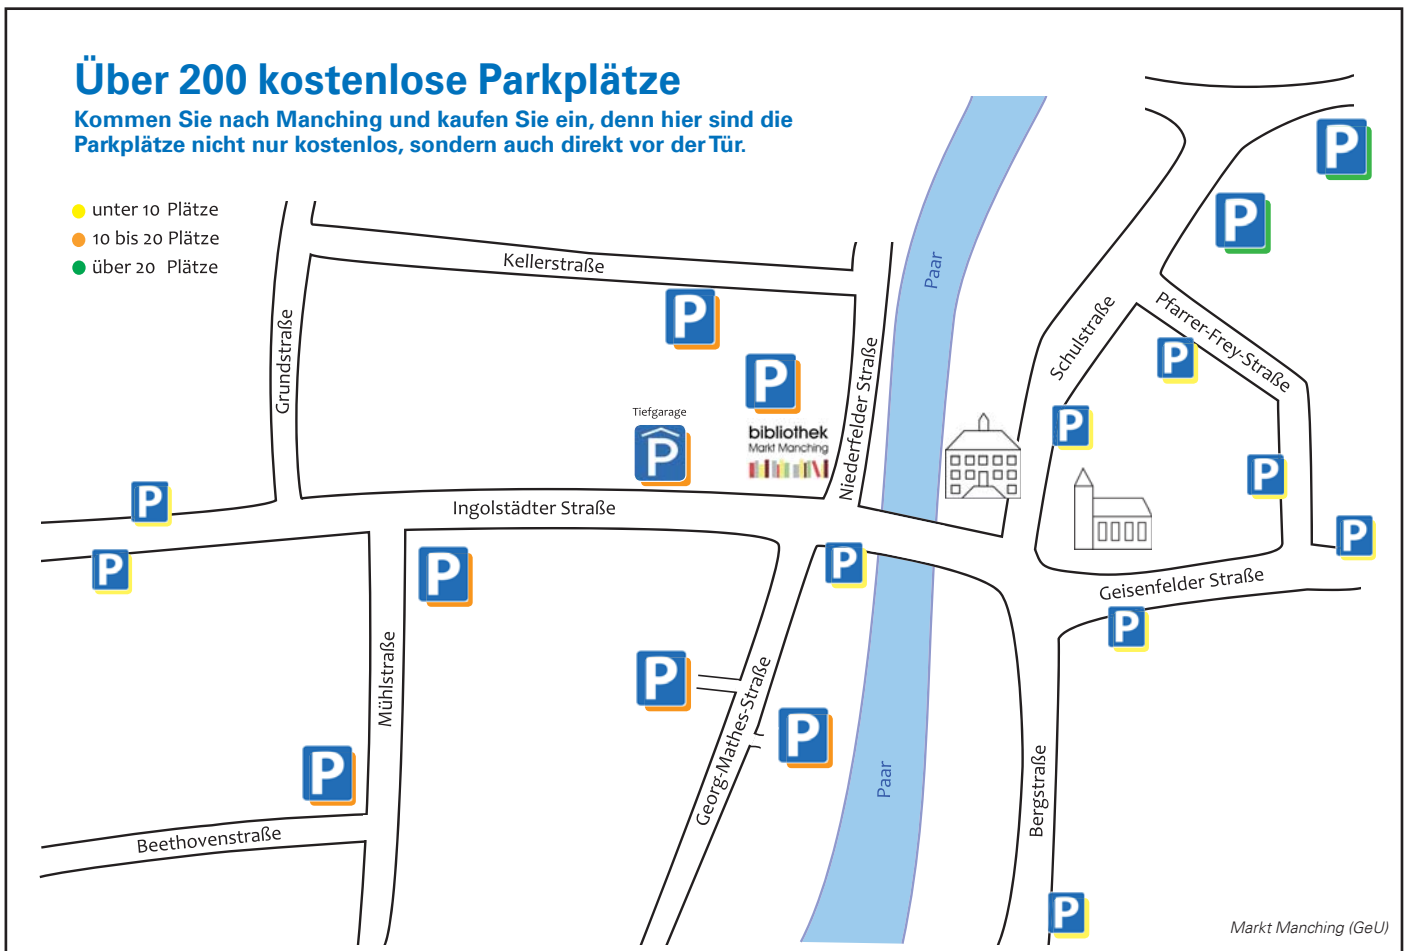 Über 200 kostenlose Parkplätze
Kommen Sie nach Manching und kaufen Sie ein, denn hier sind die
Parkplätze nicht nur kostenlos, sondern auch direkt vor der Tür.
unter 10 Plätze
10 bis 20 Plätze
über 20 Plätze
Kellerstraße
Paar
P
P
Grundstraße
P
Schulstraße
Pfarrer-Frey-Straße
P
P
Niederfelder Straße
Tiefgarage
P
bibliothek
Markt Manching
P
P
P
Ingolstädter Straße
P
P
P
P
Geisenfelder Straße
P
Mühlstraße
P
Georg-Mathes-Straße
P
P
Paar
Bergstraße
Beethovenstraße
P
Markt Manching (GeU)